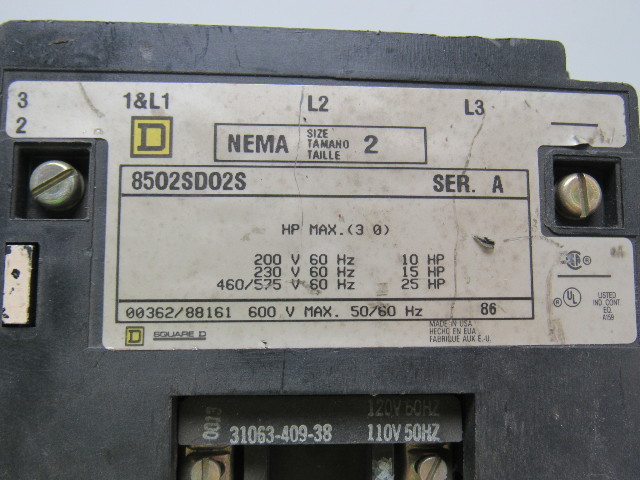 3 1&L1 L2 L3
2
D
NEMA SIZE TAMANO TAILLE 2
8502SD02S SER. A
HP MAX.(3 0)
200 V 60 Hz 10 HP
230 V 60 Hz 15 HP
460/575 V 60 Hz 25 HP
00362/88161 600 V MAX. 50/60 Hz 86
D SQUARE D
MADE IN USA
HECHO EN EUA
FABRIQUE AUX É.-U.
® UL ®
LISTED
IND. CONT
EQ.
A159
120V 60HZ
31063-409-38 110V 50HZ